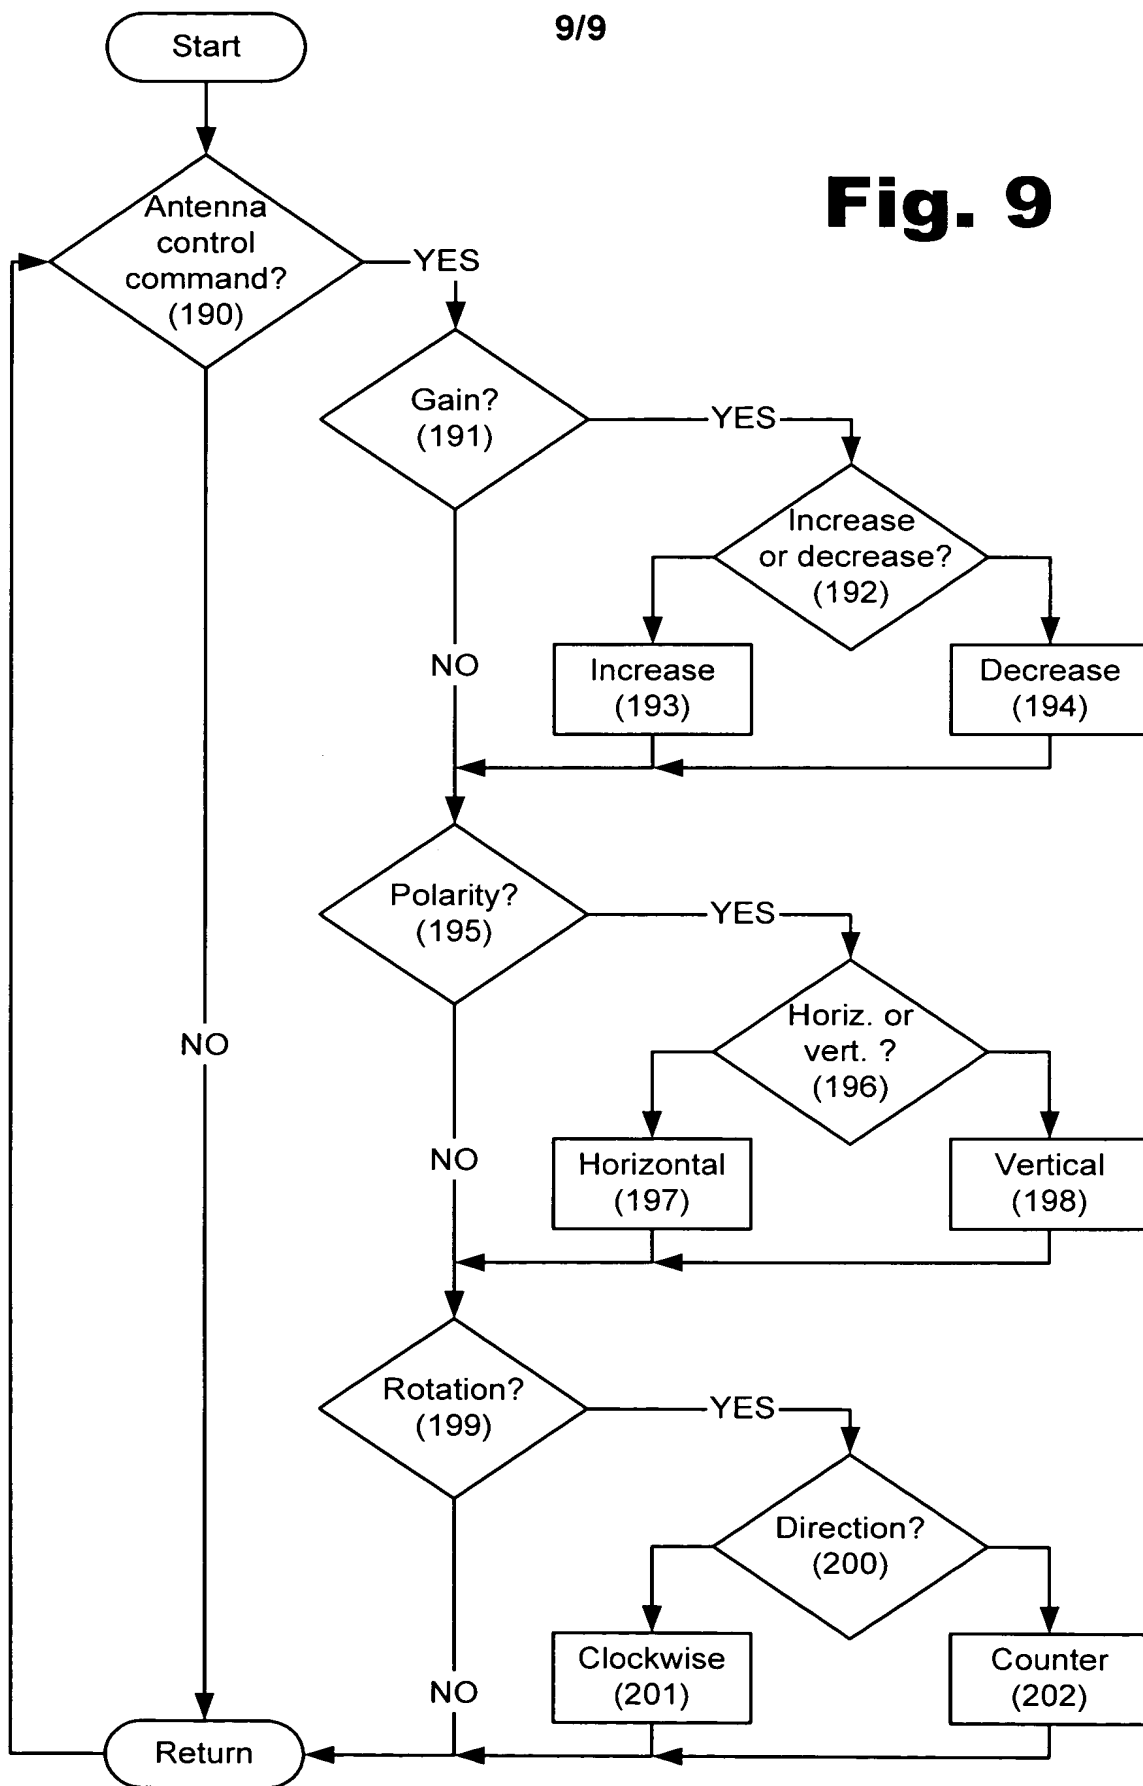 9/9
Start
Fig. 9
Antenna
control
command?
(190)
YES
Gain?
(191)
YES
Increase
or decrease?
(192)
NO
Increase
(193)
Decrease
(194)
Polarity?
(195)
YES
Horiz. or
vert. ?
(196)
NO
NO
Horizontal
(197)
Vertical
(198)
Rotation?
(199)
YES
Direction?
(200)
NO
Clockwise
(201)
Counter
(202)
Return